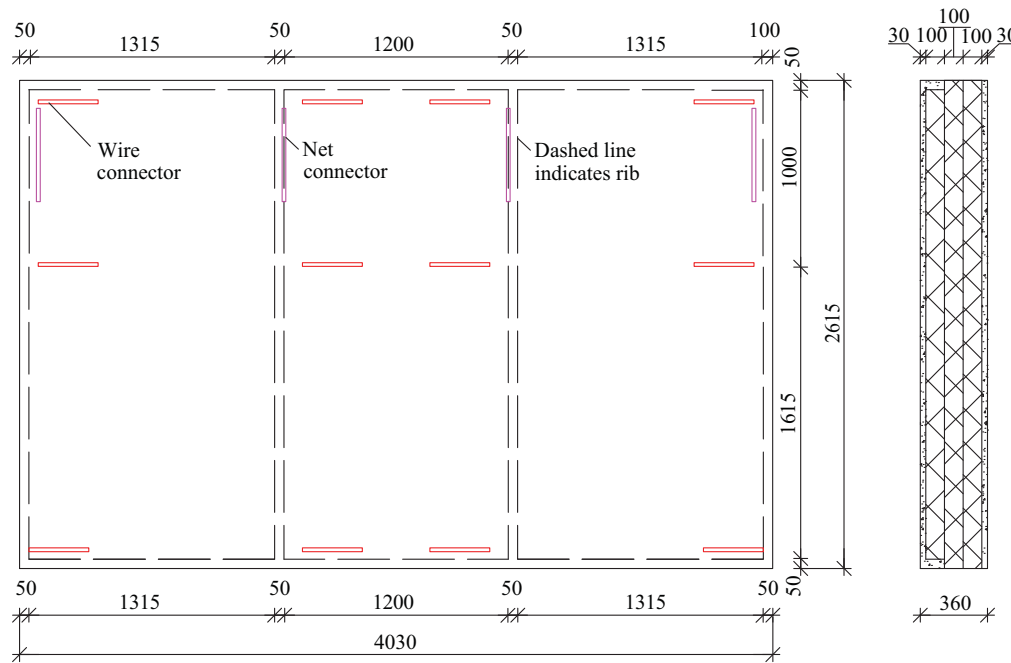 50 1315 50 1200 50 1315 100
50
100
30 100 100 30
Wire
connector
Net
connector
Dashed line
indicates rib
1000
2615
1615
50
50 1315 50 1200 50 1315 50
4030
360